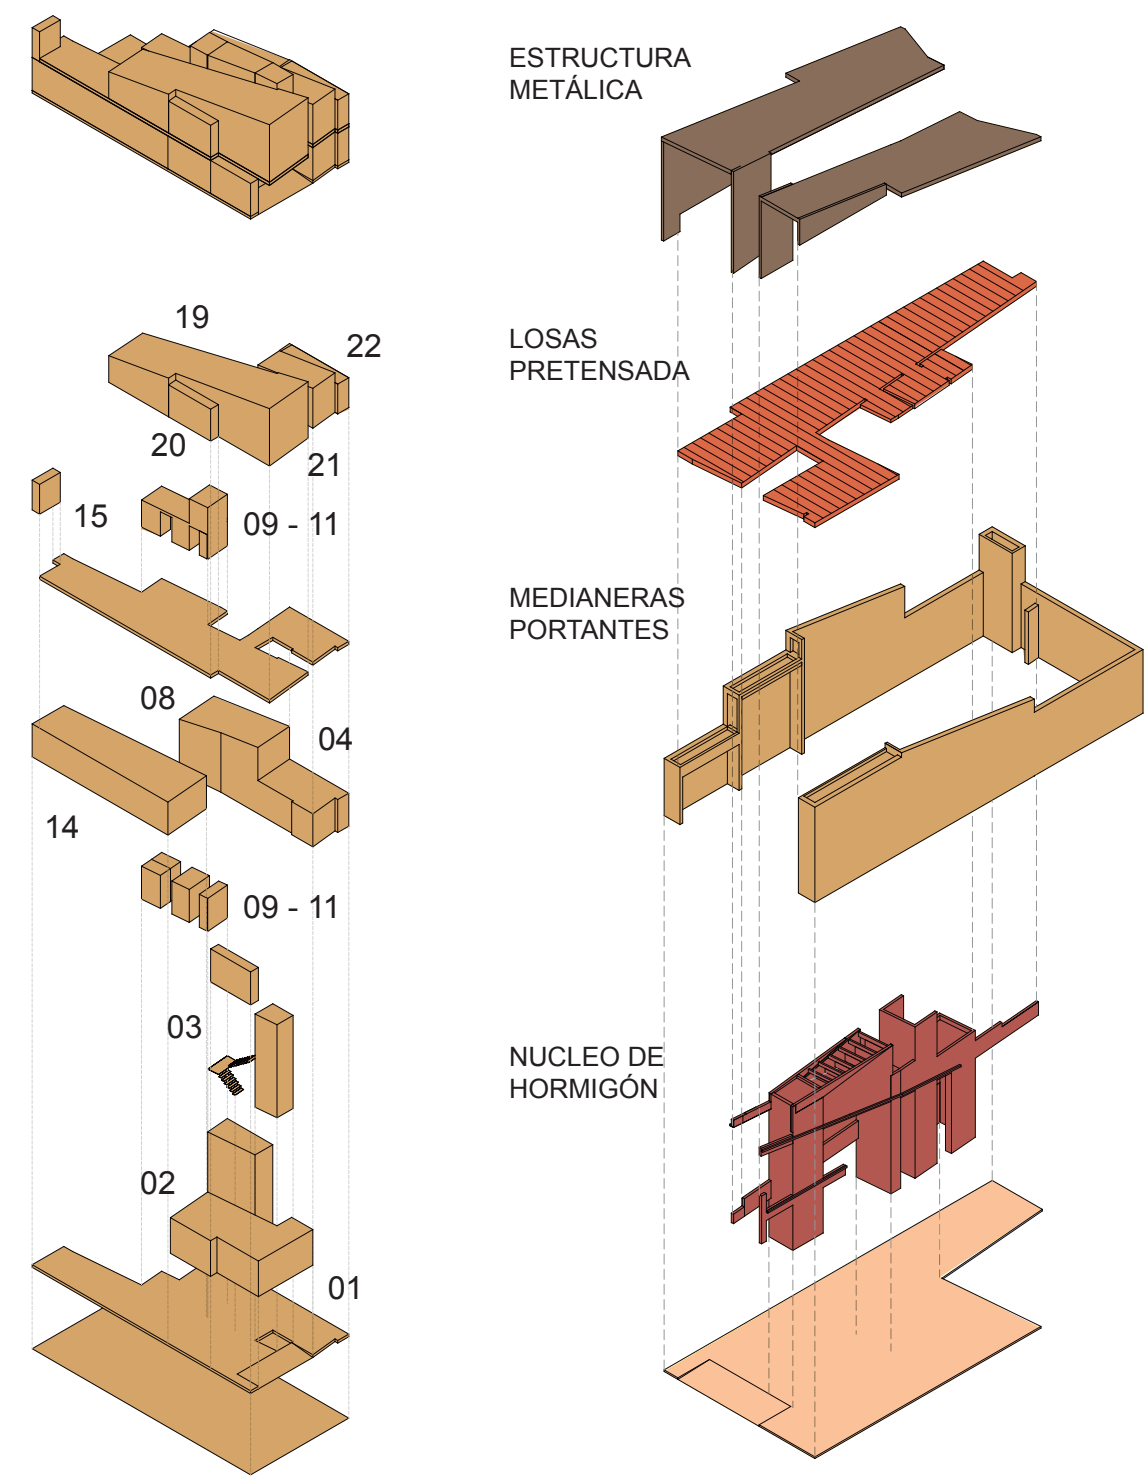 19
22
20
21
15
09 - 11
08
04
14
09 - 11
03
02
01
ESTRUCTURA
METÁLICA
LOSAS
PRETENSADA
MEDIANERAS
PORTANTES
NUCLEO DE
HORMIGÓN